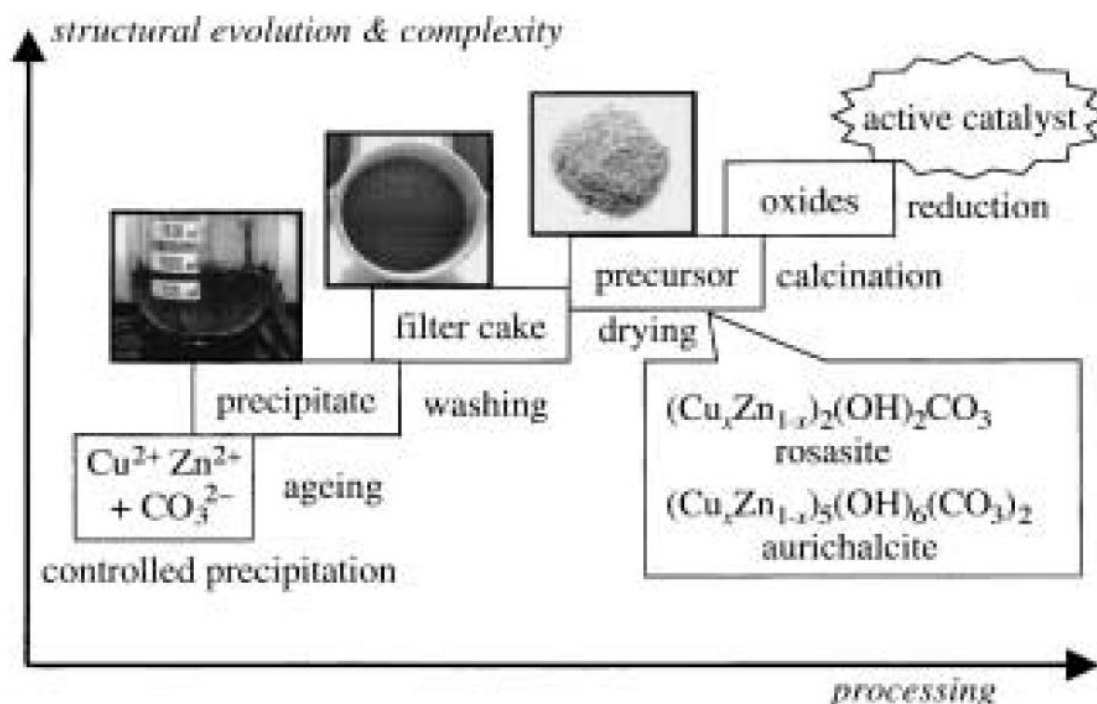 structural evolution & complexity
active catalyst
oxides
reduction
precursor
calcination
filter cake
drying
precipitate
washing
(CuₓZn₁₋ₓ)₂(OH)₂CO₃
rosasite
(CuₓZn₁₋ₓ)₅(OH)₆(CO₃)₂
aurichalcite
Cu²⁺ Zn²⁺
+ CO₃²⁻
ageing
controlled precipitation
processing